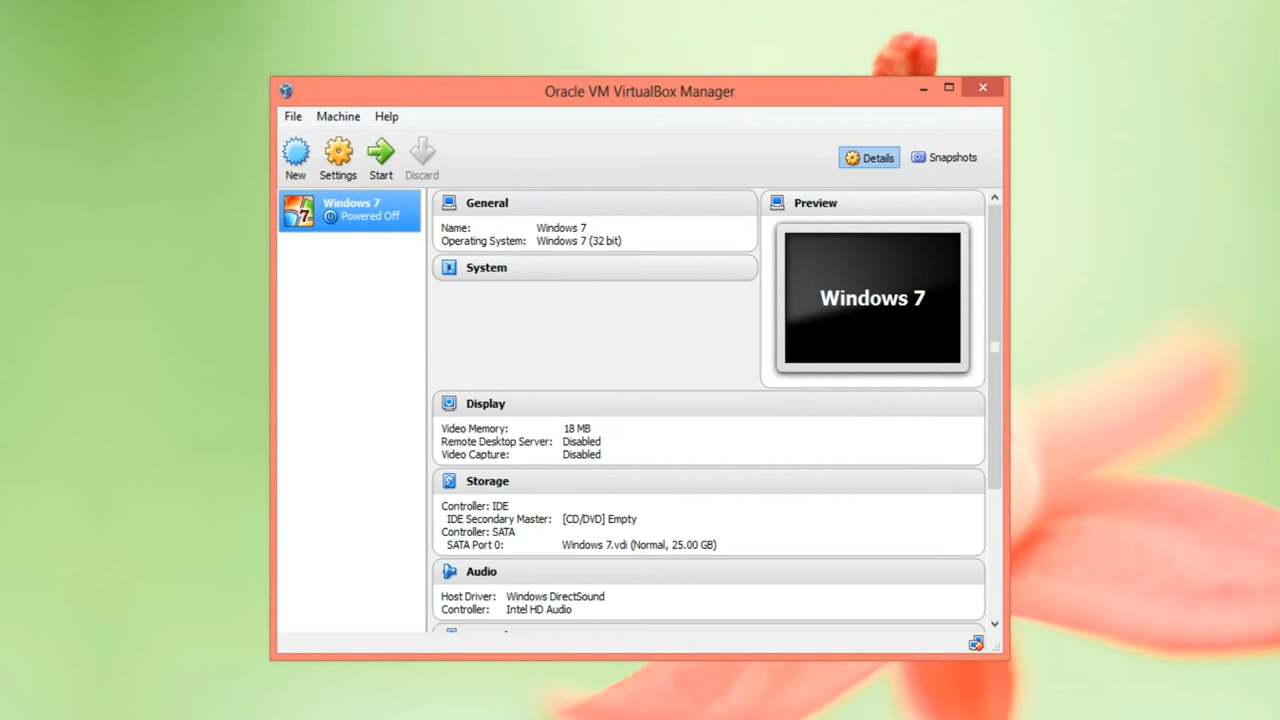 Oracle VM VirtualBox Manager
File Machine Help
New Settings Start Discard
Details Snapshots
Windows 7
Powered Off
General
Name: Windows 7
Operating System: Windows 7 (32 bit)
System
Preview
Windows 7
Display
Video Memory: 18 MB
Remote Desktop Server: Disabled
Video Capture: Disabled
Storage
Controller: IDE
IDE Secondary Master: [CD/DVD] Empty
Controller: SATA
SATA Port 0: Windows 7.vdi (Normal, 25.00 GB)
Audio
Host Driver: Windows DirectSound
Controller: Intel HD Audio